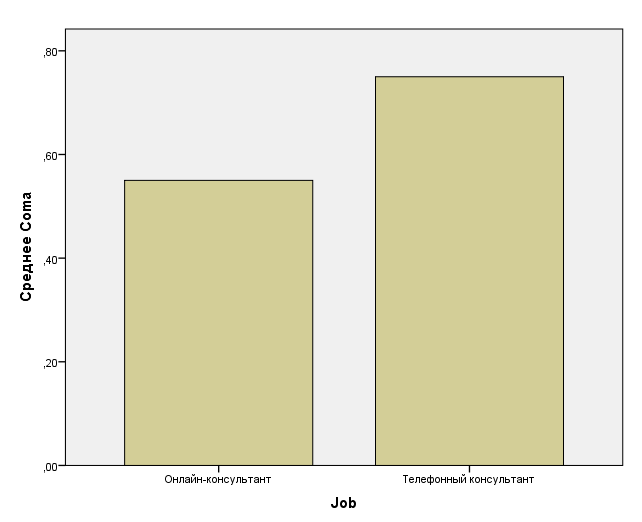 ,80
,60
,40
,20
,00
Среднее Coma
Онлайн-консультант
Телефонный консультант
Job